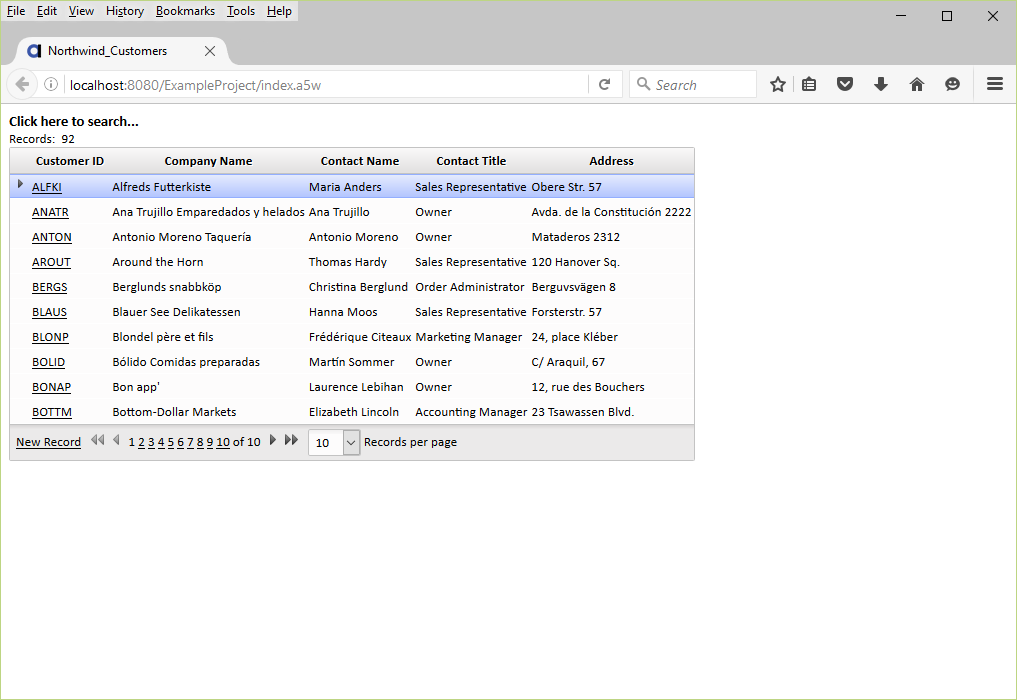 File Edit View History Bookmarks Tools Help
Northwind_Customers
localhost:8080/ExampleProject/index.a5w
Search
Click here to search...
Records: 92
Customer ID Company Name Contact Name Contact Title Address
ALFKI Alfreds Futterkiste Maria Anders Sales Representative Obere Str. 57
ANATR Ana Trujillo Emparedados y helados Ana Trujillo Owner Avda. de la Constitución 2222
ANTON Antonio Moreno Taquería Antonio Moreno Owner Mataderos 2312
AROUT Around the Horn Thomas Hardy Sales Representative 120 Hanover Sq.
BERGS Berglunds snabbköp Christina Berglund Order Administrator Berguvsvägen 8
BLAUS Blauer See Delikatessen Hanna Moos Sales Representative Forsterstr. 57
BLONP Blondel père et fils Frédérique Citeaux Marketing Manager 24, place Kléber
BOLID Bólido Comidas preparadas Martín Sommer Owner C/ Araquil, 67
BONAP Bon app' Laurence Lebihan Owner 12, rue des Bouchers
BOTTM Bottom-Dollar Markets Elizabeth Lincoln Accounting Manager 23 Tsawassen Blvd.
New Record 1 2 3 4 5 6 7 8 9 10 of 10 10 Records per page